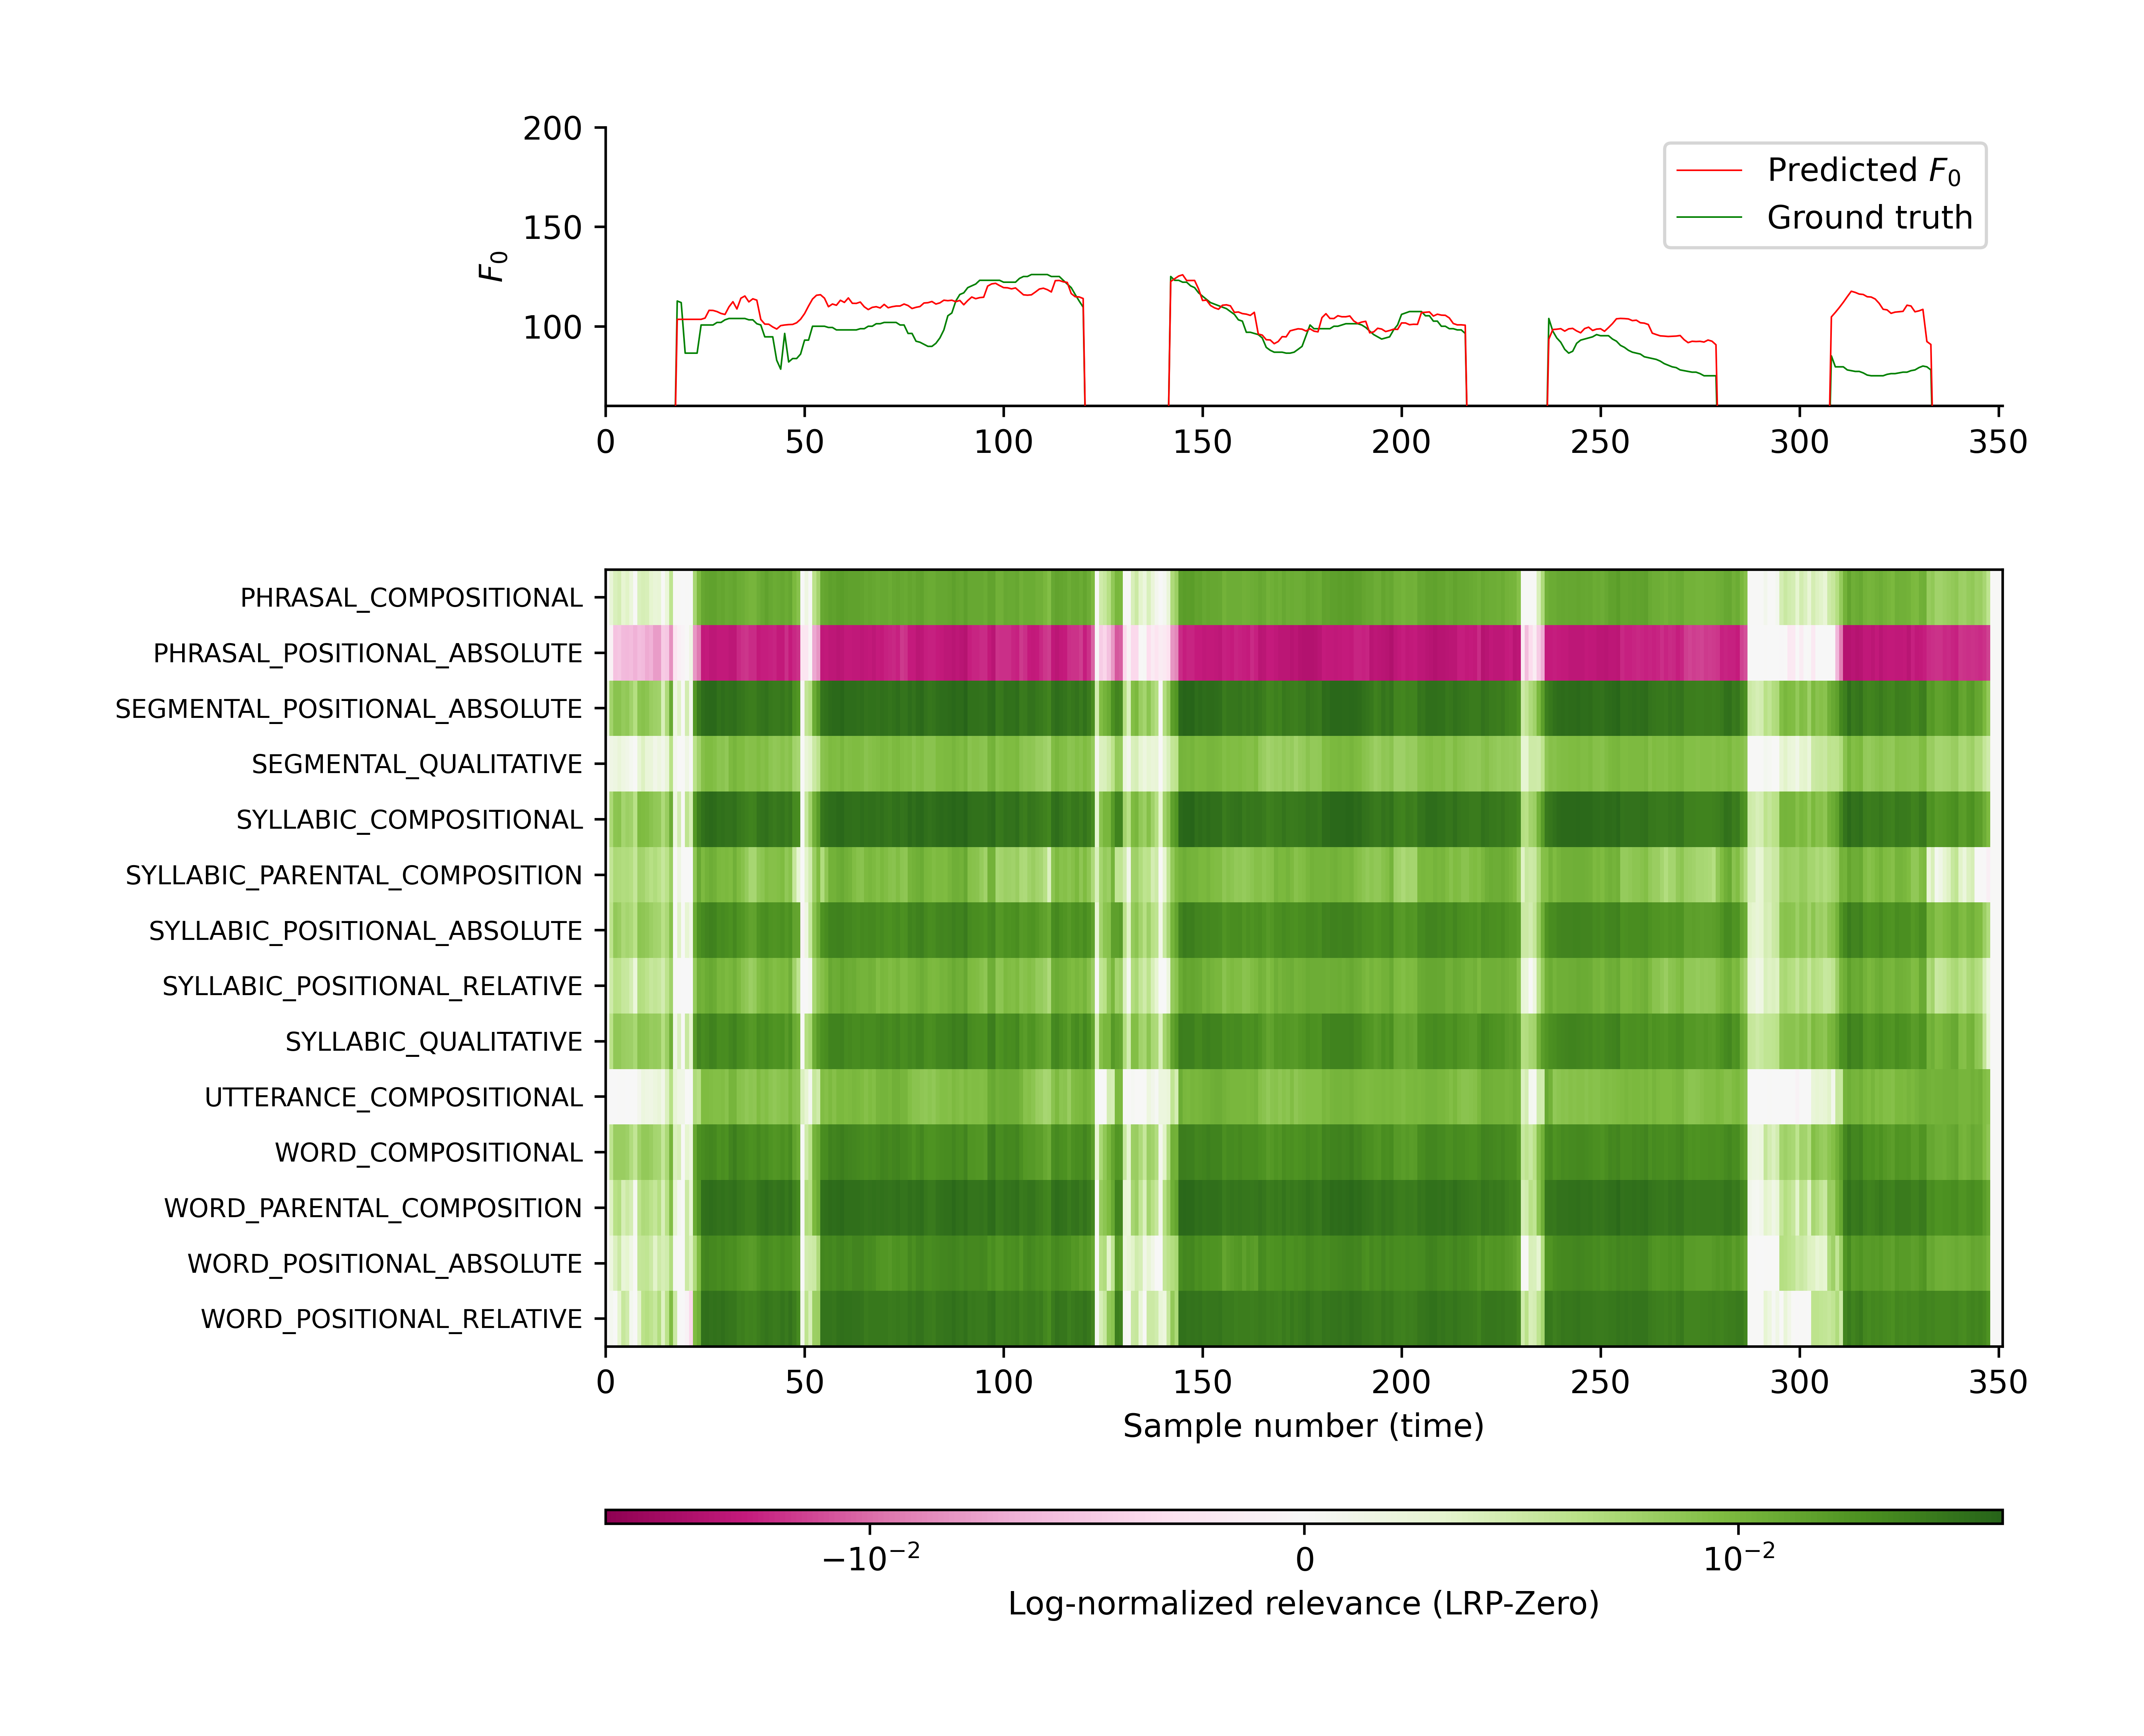 200
150
100
F0
Predicted F0
Ground truth
0 50 100 150 200 250 300 350
PHRASAL_COMPOSITIONAL
PHRASAL_POSITIONAL_ABSOLUTE
SEGMENTAL_POSITIONAL_ABSOLUTE
SEGMENTAL_QUALITATIVE
SYLLABIC_COMPOSITIONAL
SYLLABIC_PARENTAL_COMPOSITION
SYLLABIC_POSITIONAL_ABSOLUTE
SYLLABIC_POSITIONAL_RELATIVE
SYLLABIC_QUALITATIVE
UTTERANCE_COMPOSITIONAL
WORD_COMPOSITIONAL
WORD_PARENTAL_COMPOSITION
WORD_POSITIONAL_ABSOLUTE
WORD_POSITIONAL_RELATIVE
0 50 100 150 200 250 300 350
Sample number (time)
−10⁻² 0 10⁻²
Log-normalized relevance (LRP-Zero)